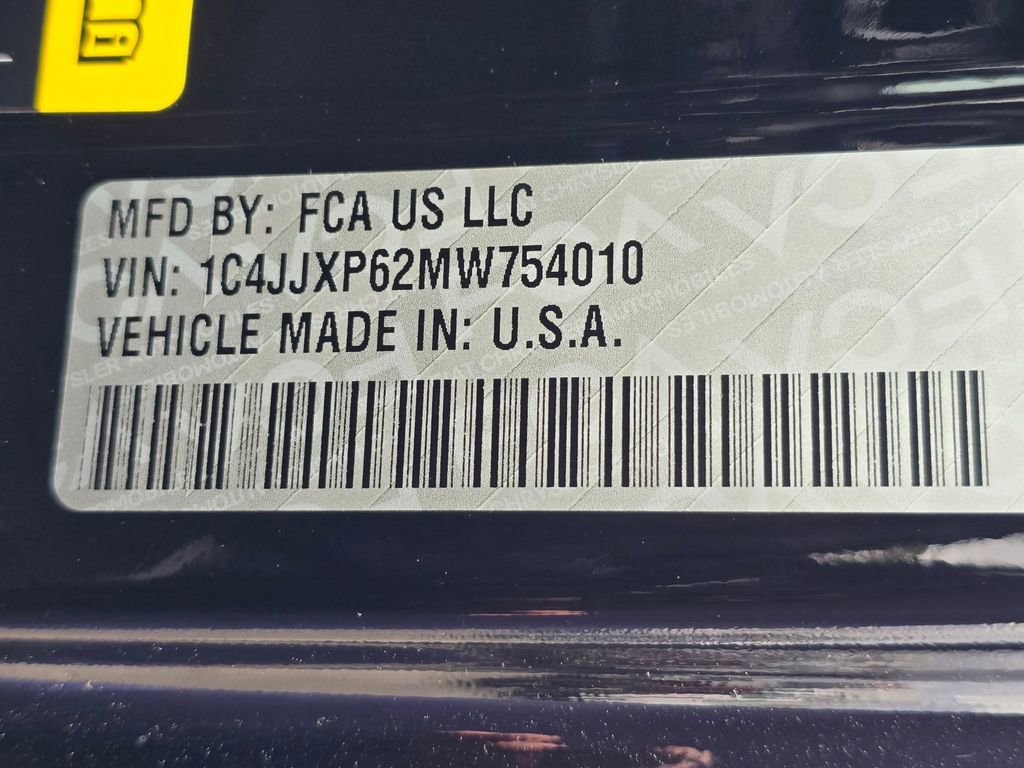 MFD BY: FCA US LLC
VIN: 1C4JJXP62MW754010
VEHICLE MADE IN: U.S.A.